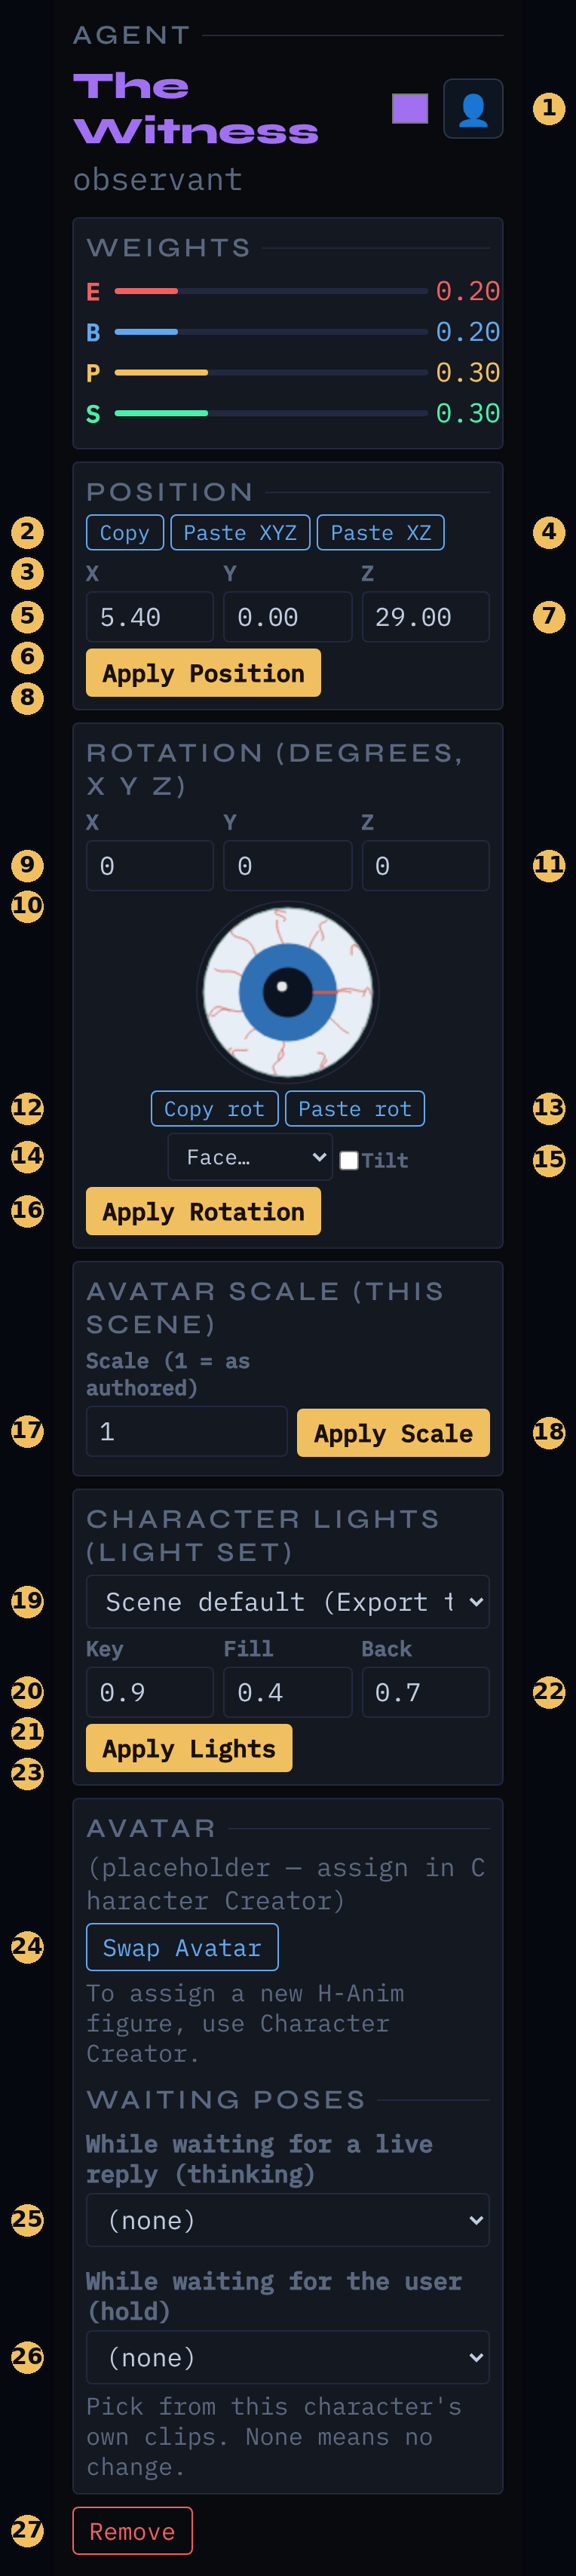 AGENT
The
Witness
👤
1
observant
WEIGHTS
E 0.20
B 0.20
P 0.30
S 0.30
POSITION
2 Copy Paste XYZ Paste XZ 4
3 X Y Z
5 5.40 0.00 29.00 7
6
Apply Position
8
ROTATION (DEGREES,
X Y Z)
X Y Z
9 0 0 0 11
10
12 Copy rot Paste rot 13
14 Face… Tilt 15
16 Apply Rotation
AVATAR SCALE (THIS
SCENE)
Scale (1 = as
authored)
17 1 Apply Scale 18
CHARACTER LIGHTS
(LIGHT SET)
19 Scene default (Export t
Key Fill Back
20 0.9 0.4 0.7 22
21
Apply Lights
23
AVATAR
(placeholder — assign in C
haracter Creator)
24 Swap Avatar
To assign a new H-Anim
figure, use Character
Creator.
WAITING POSES
While waiting for a live
reply (thinking)
25 (none)
While waiting for the user
(hold)
26 (none)
Pick from this character's
own clips. None means no
change.
27 Remove